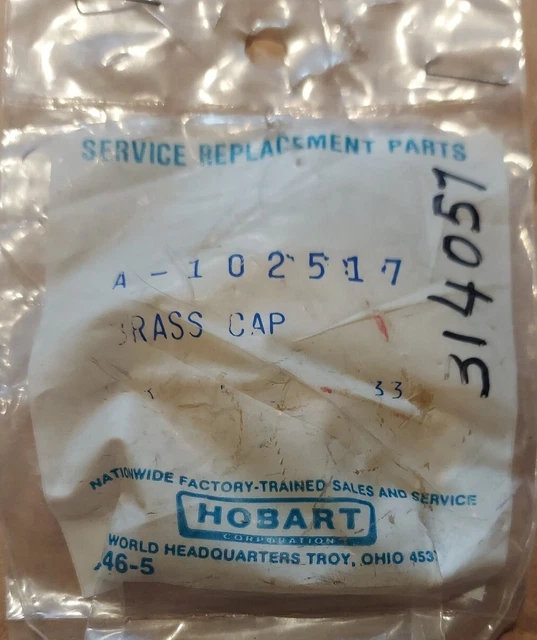 SERVICE REPLACEMENT PARTS
A-102517
BRASS CAP
33
314057
NATIONWIDE FACTORY-TRAINED SALES AND SERVICE
HOBART
CORPORATION
WORLD HEADQUARTERS TROY, OHIO 453
46-5